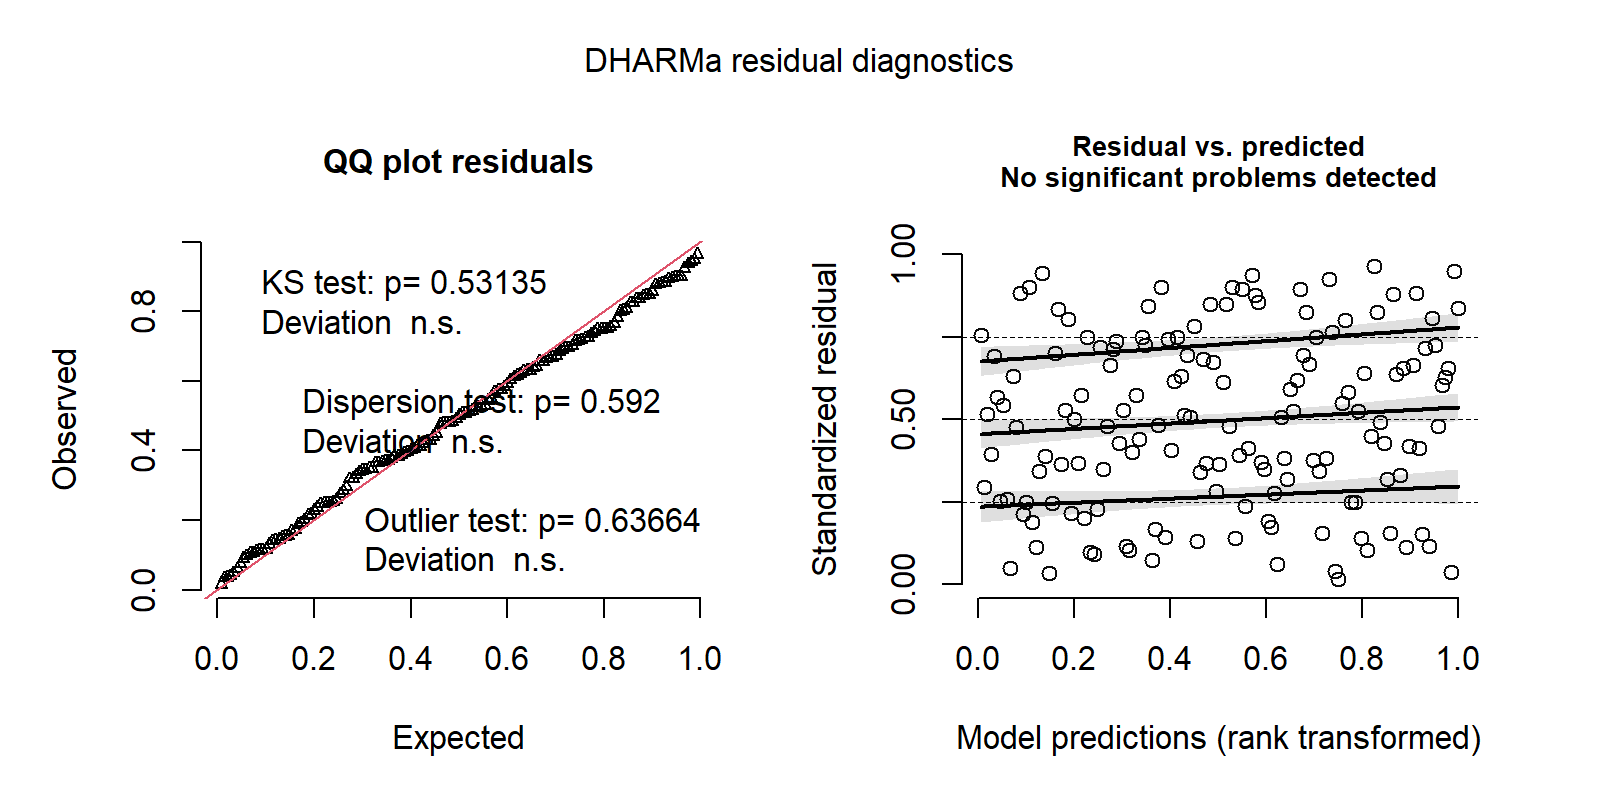 DHARMa residual diagnostics
QQ plot residuals
KS test: p= 0.53135
Deviation n.s.
Dispersion test: p= 0.592
Deviation n.s.
Outlier test: p= 0.63664
Deviation n.s.
Observed
0.0 0.4 0.8
0.0 0.2 0.4 0.6 0.8 1.0
Expected
Residual vs. predicted
No significant problems detected
Standardized residual
0.00 0.50 1.00
0.0 0.2 0.4 0.6 0.8 1.0
Model predictions (rank transformed)